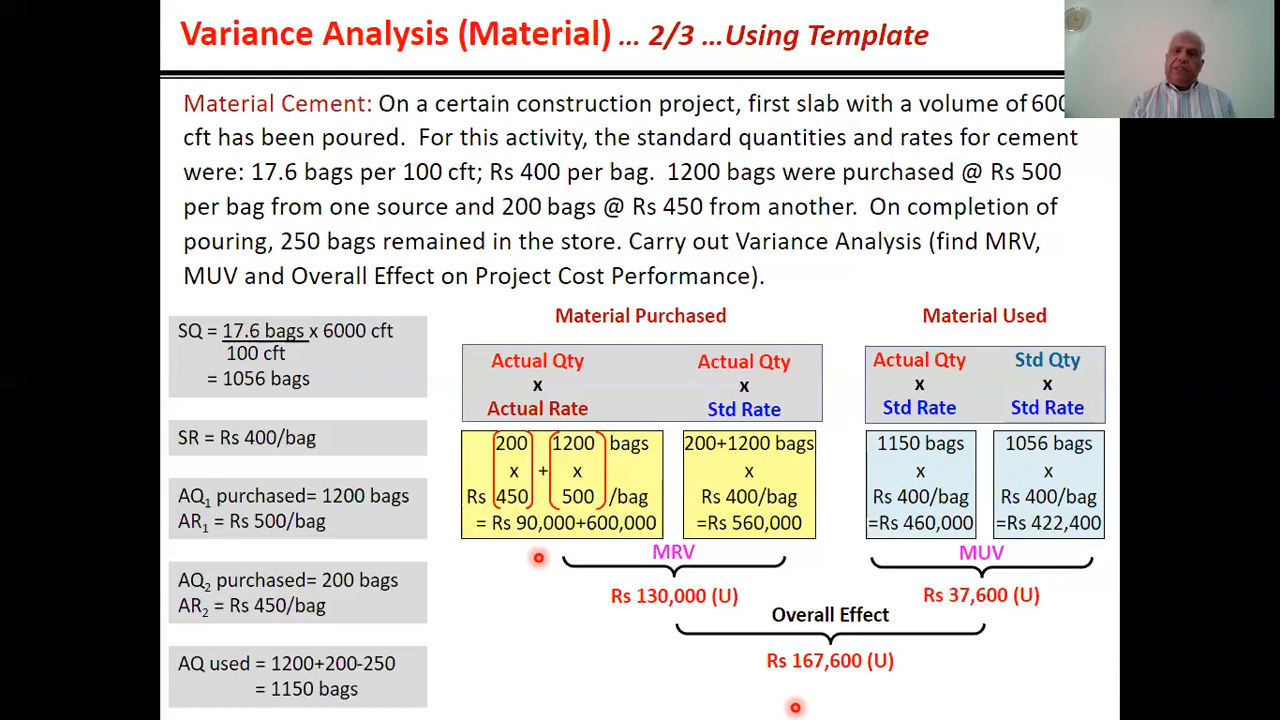 Variance Analysis (Material) … 2/3 …Using Template
Material Cement: On a certain construction project, first slab with a volume of 600
cft has been poured. For this activity, the standard quantities and rates for cement
were: 17.6 bags per 100 cft; Rs 400 per bag. 1200 bags were purchased @ Rs 500
per bag from one source and 200 bags @ Rs 450 from another. On completion of
pouring, 250 bags remained in the store. Carry out Variance Analysis (find MRV,
MUV and Overall Effect on Project Cost Performance).
SQ = 17.6 bags x 6000 cft
100 cft
= 1056 bags
SR = Rs 400/bag
AQ1 purchased= 1200 bags
AR1 = Rs 500/bag
AQ2 purchased= 200 bags
AR2 = Rs 450/bag
AQ used = 1200+200-250
= 1150 bags
Material Purchased
Actual Qty
x
Actual Rate
Actual Qty
x
Std Rate
200 1200 bags
x + x
Rs 450 500 /bag
= Rs 90,000+600,000
200+1200 bags
x
Rs 400/bag
=Rs 560,000
MRV
Rs 130,000 (U)
Material Used
Actual Qty
x
Std Rate
Std Qty
x
Std Rate
1150 bags
x
Rs 400/bag
=Rs 460,000
1056 bags
x
Rs 400/bag
=Rs 422,400
MUV
Rs 37,600 (U)
Overall Effect
Rs 167,600 (U)